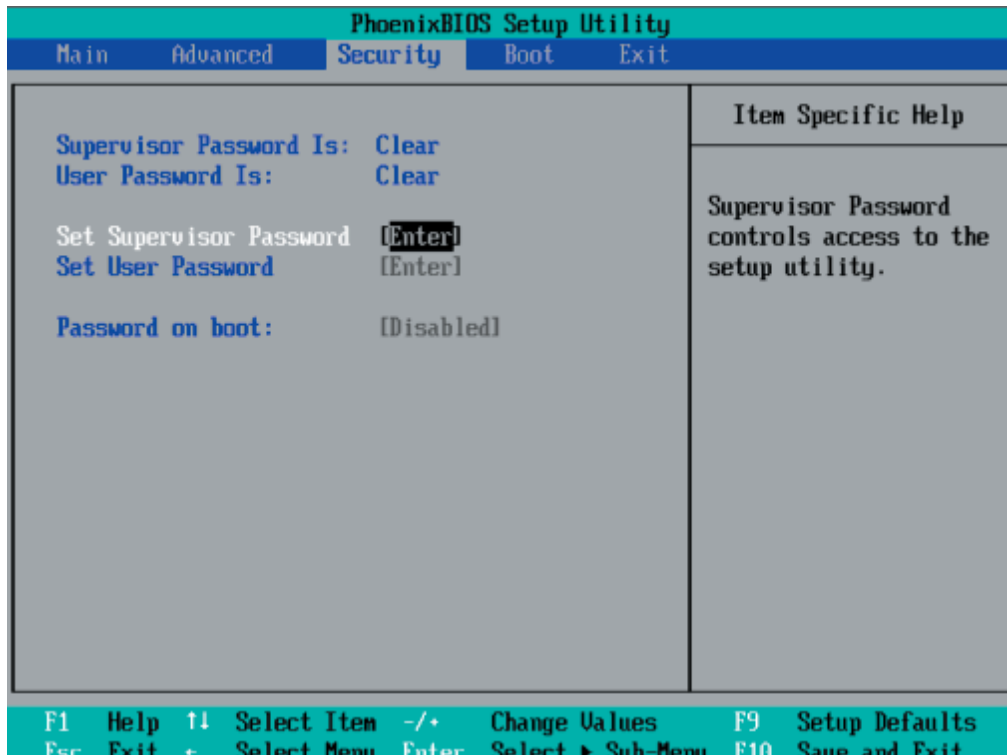 PhoenixBIOS Setup Utility
Main Advanced Security Boot Exit
Item Specific Help
Supervisor Password Is: Clear
User Password Is: Clear
Set Supervisor Password [Enter]
Set User Password [Enter]
Password on boot: [Disabled]
Supervisor Password
controls access to the
setup utility.
F1 Help ↑↓ Select Item -/+ Change Values F9 Setup Defaults
Esc Exit ← Select Menu Enter Select ▶ Sub-Menu F10 Save and Exit